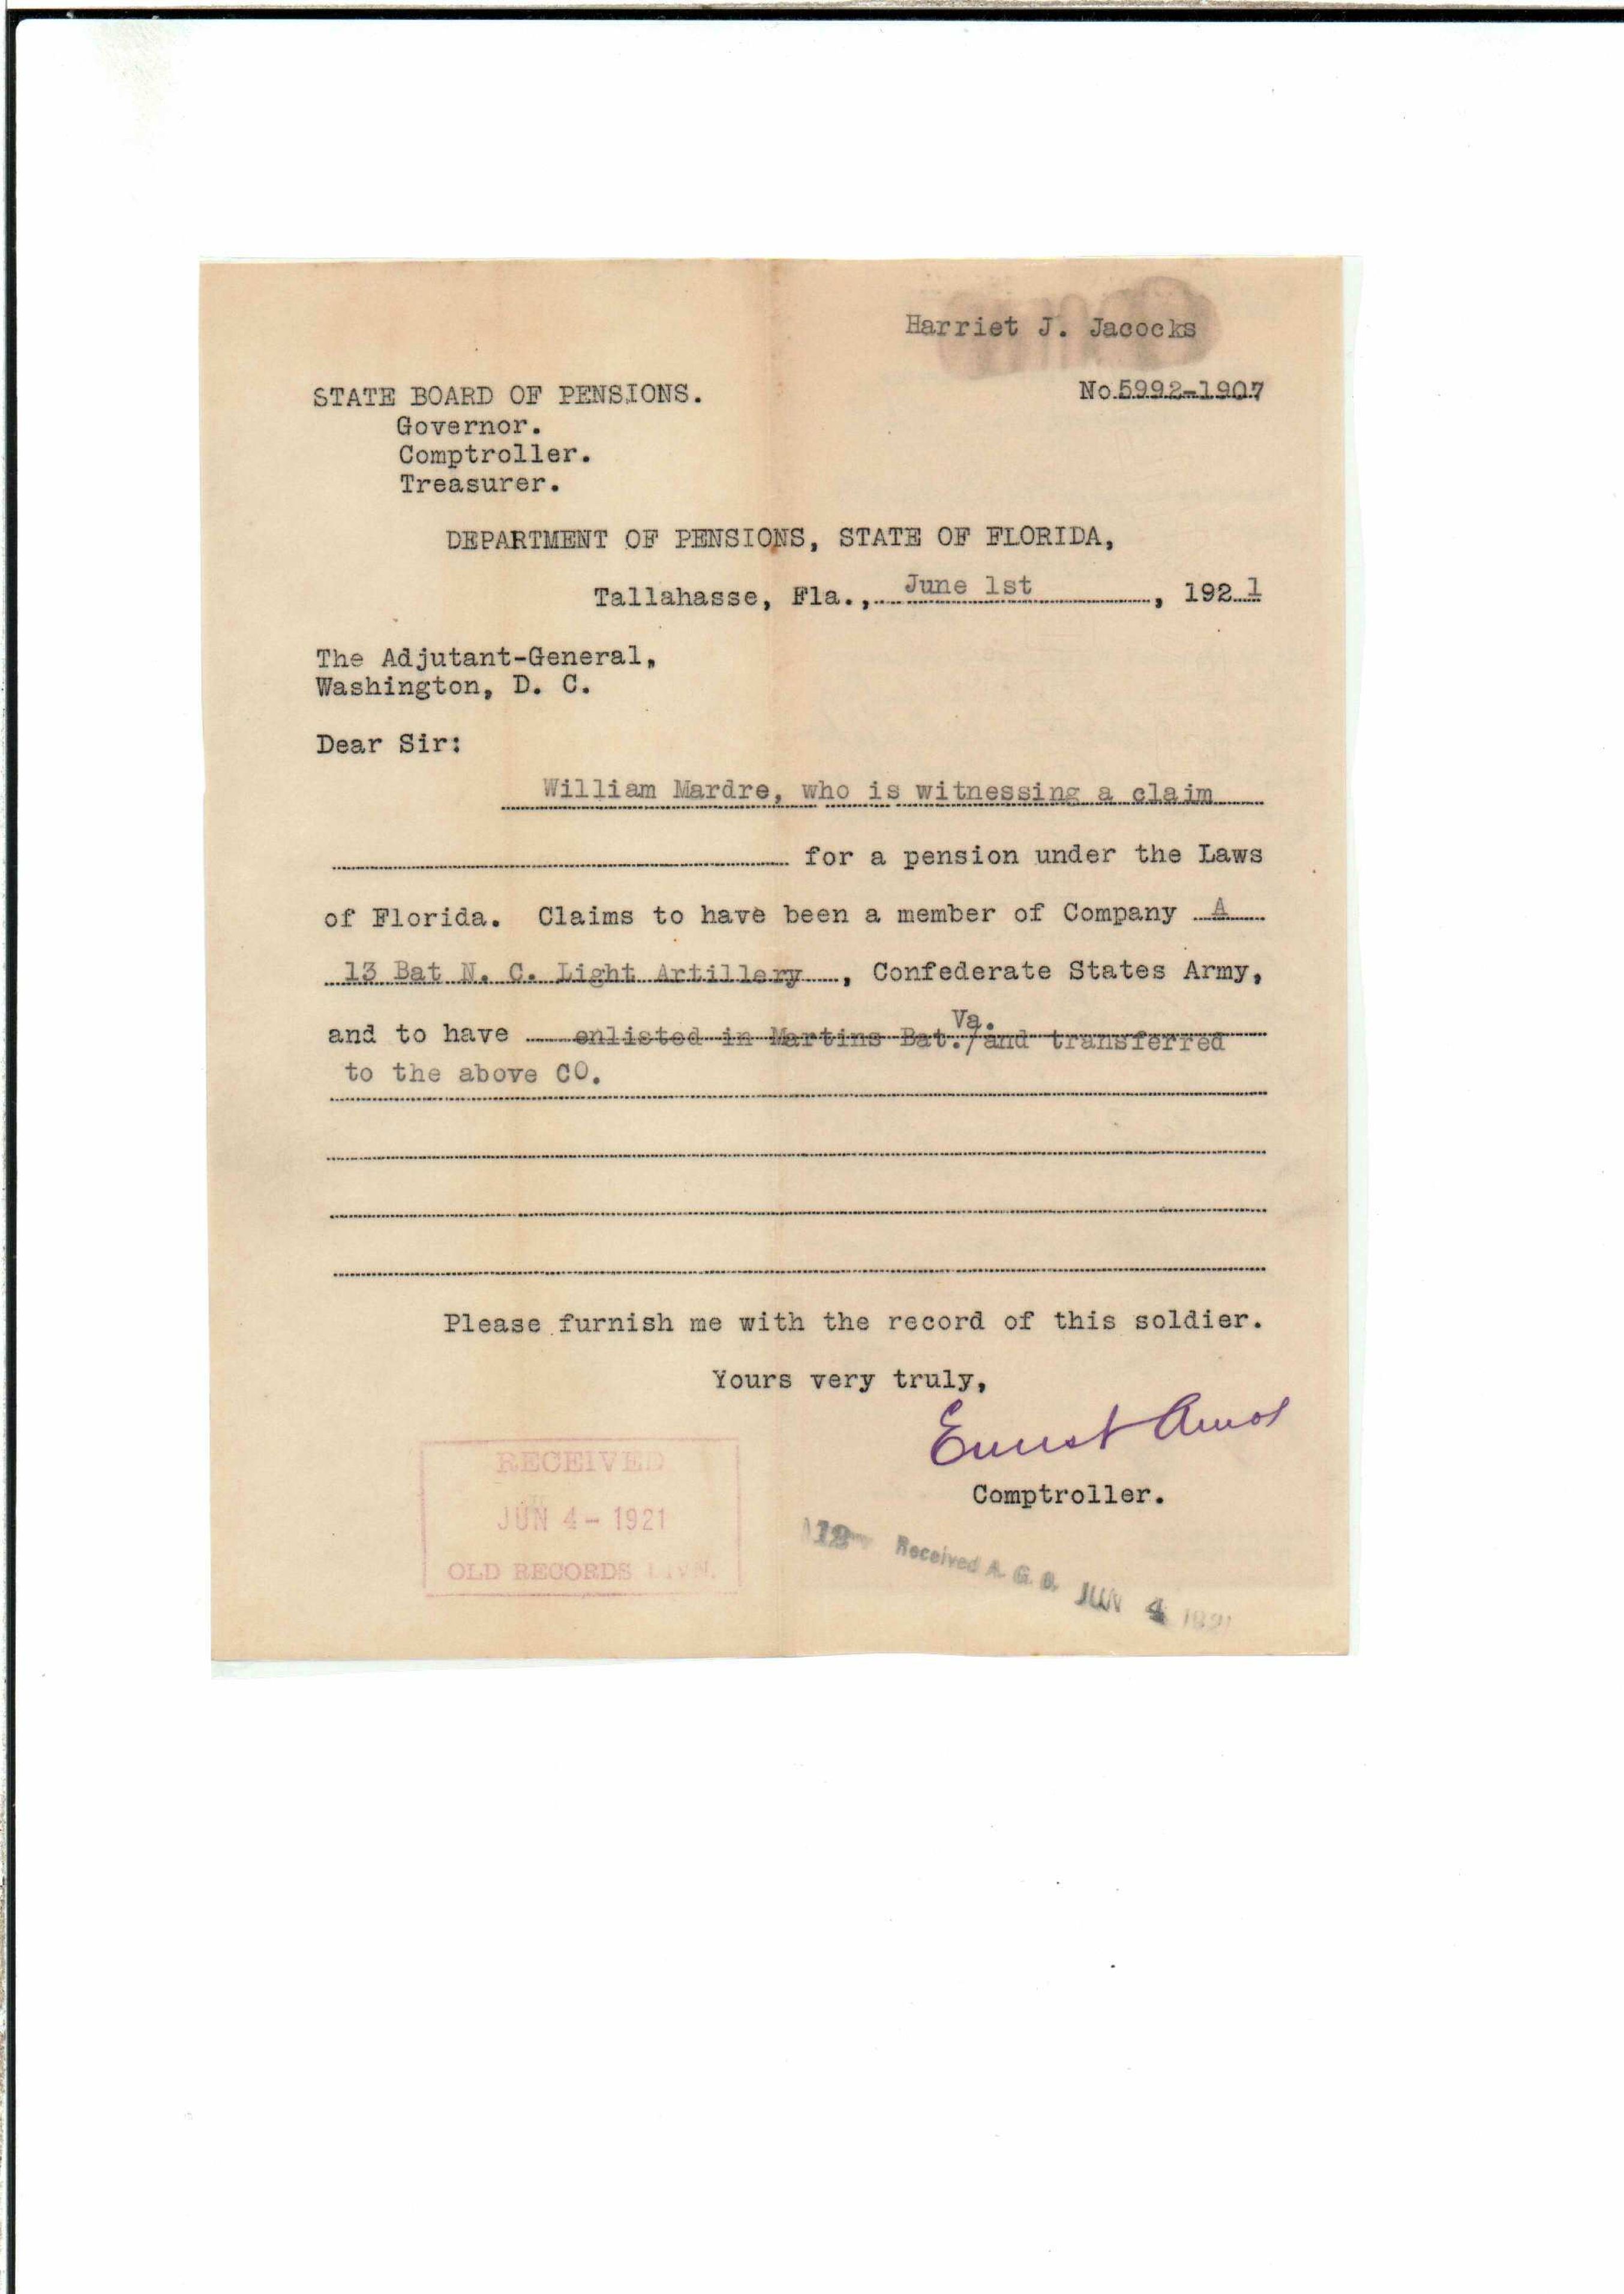 Harriet J. Jacocks
No.5992-1907
STATE BOARD OF PENSIONS.
Governor.
Comptroller.
Treasurer.
DEPARTMENT OF PENSIONS, STATE OF FLORIDA,
Tallahasse, Fla., June 1st, 1921
The Adjutant-General,
Washington, D. C.
Dear Sir:
William Mardre, who is witnessing a claim
for a pension under the Laws
of Florida. Claims to have been a member of Company A
13 Bat N. C. Light Artillery, Confederate States Army,
Va.
and to have enlisted in Martins Bat./and transferred
to the above CO.
Please furnish me with the record of this soldier.
Yours very truly,
Ernest Amos
Comptroller.
RECEIVED
JUN 4 - 1921
OLD RECORDS DIVN.
Received A. G. O. JUN 4